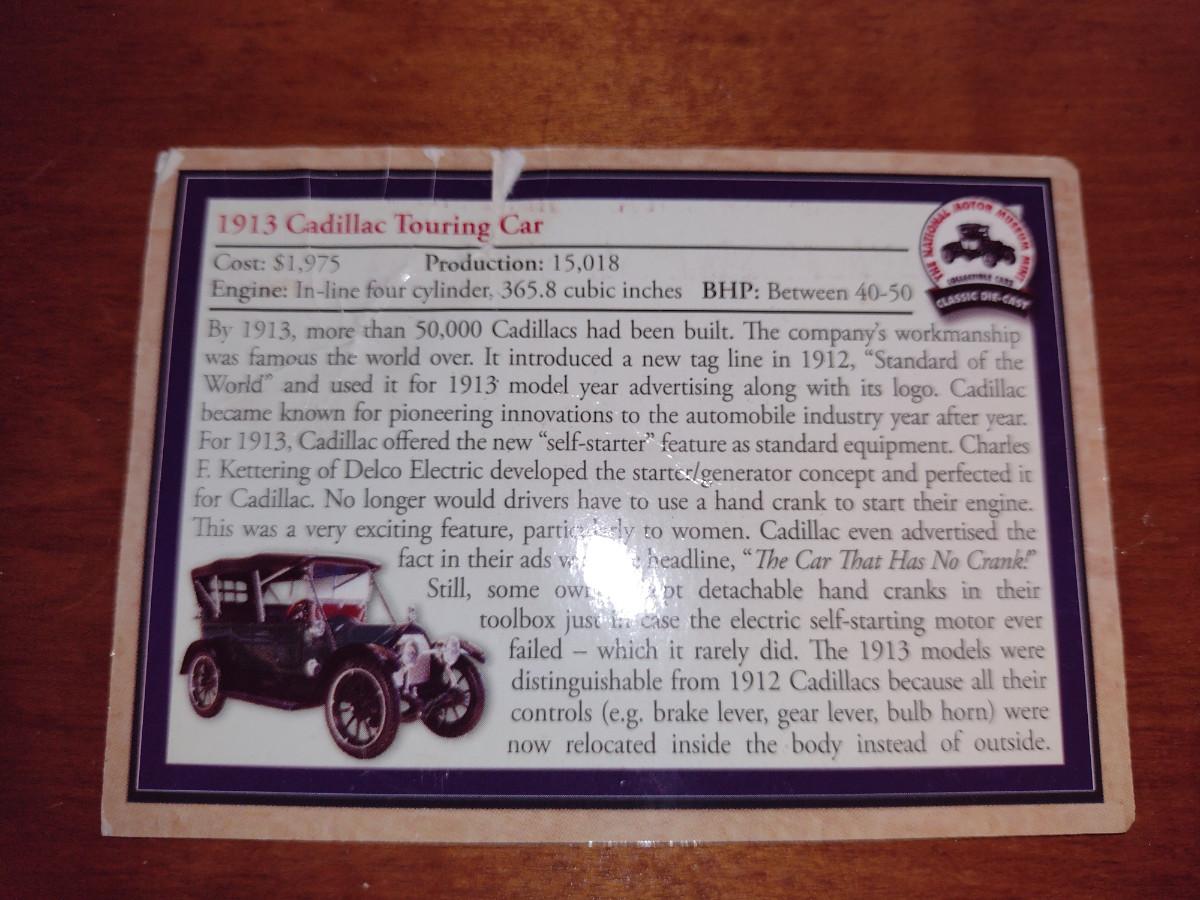 1913 Cadillac Touring Car
Cost: $1,975 Production: 15,018
Engine: In-line four cylinder, 365.8 cubic inches BHP: Between 40-50
THE NATIONAL MOTOR MUSEUM MINT
COLLECTIBLE CARS
CLASSIC DIE-CAST
By 1913, more than 50,000 Cadillacs had been built. The company's workmanship
was famous the world over. It introduced a new tag line in 1912, "Standard of the
World" and used it for 1913 model year advertising along with its logo. Cadillac
became known for pioneering innovations to the automobile industry year after year.
For 1913, Cadillac offered the new "self-starter" feature as standard equipment. Charles
F. Kettering of Delco Electric developed the starter/generator concept and perfected it
for Cadillac. No longer would drivers have to use a hand crank to start their engine.
This was a very exciting feature, particularly to women. Cadillac even advertised the
fact in their ads headline, "The Car That Has No Crank!"
Still, some detachable hand cranks in their
toolbox just in case the electric self-starting motor ever
failed – which it rarely did. The 1913 models were
distinguishable from 1912 Cadillacs because all their
controls (e.g. brake lever, gear lever, bulb horn) were
now relocated inside the body instead of outside.